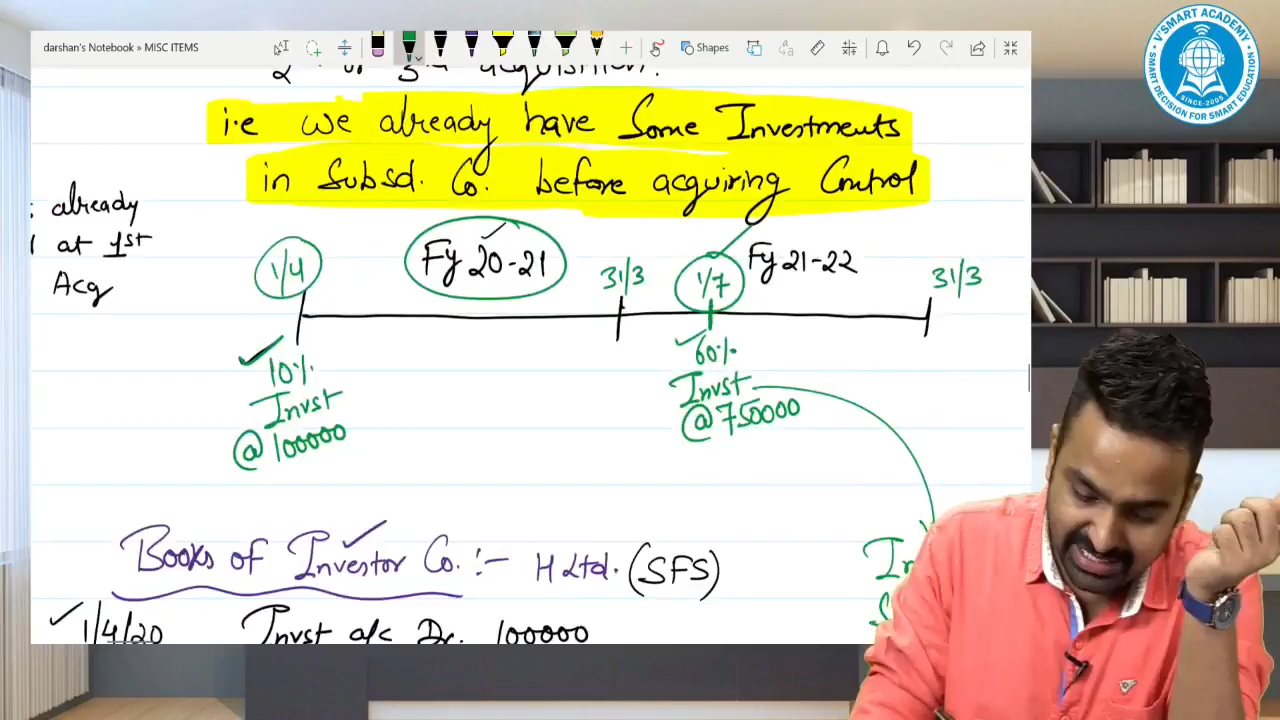 darshan's Notebook » MISC ITEMS
Shapes
V'SMART ACADEMY
SMART DECISION FOR SMART EDUCATION
SINCE-2005
acquisition.
i.e we already have Some Investments
in Subsd. Co. before acquiring Control
already
at 1st
Acq
1/4
Fy 20-21
31/3
1/7
Fy 21-22
31/3
10%
Invst
@100000
60%
Invst
@750000
Books of Investor Co. :- H Ltd. (SFS)
1/4/20 Invst a/c Dr. 100000